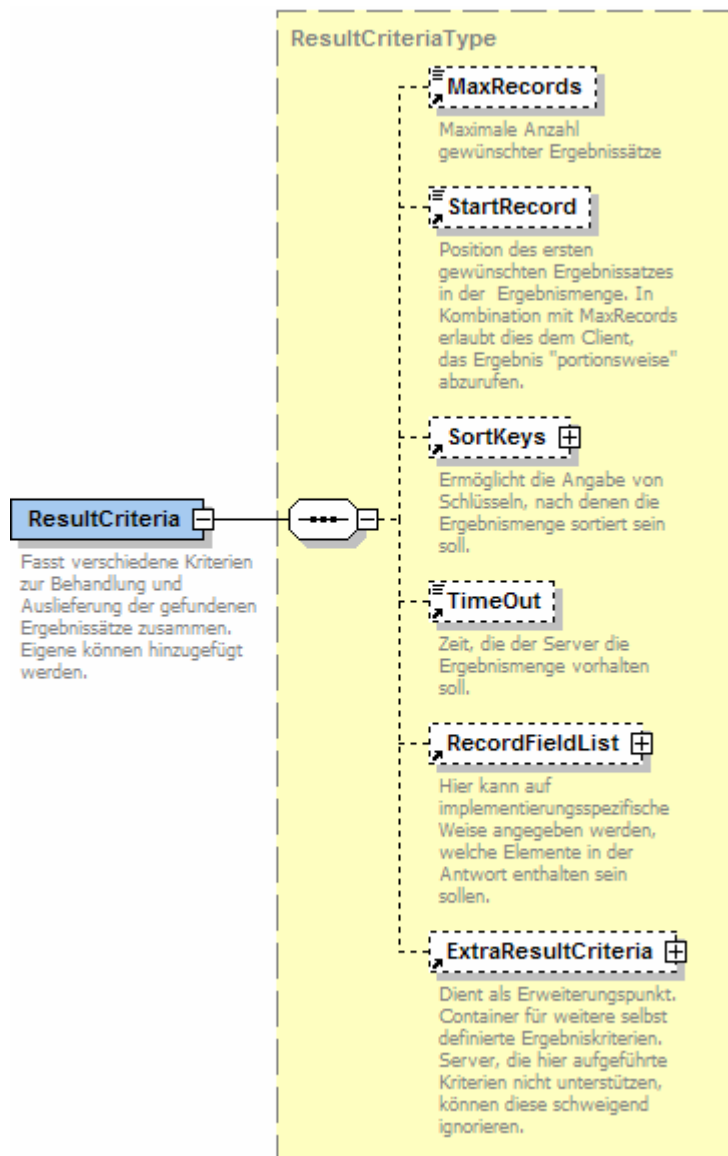 ResultCriteriaType
MaxRecords
Maximale Anzahl
gewünschter Ergebnissätze
StartRecord
Position des ersten
gewünschten Ergebnissatzes
in der Ergebnismenge. In
Kombination mit MaxRecords
erlaubt dies dem Client,
das Ergebnis "portionsweise"
abzurufen.
SortKeys
Ermöglicht die Angabe von
Schlüsseln, nach denen die
Ergebnismenge sortiert sein
soll.
ResultCriteria
Fasst verschiedene Kriterien
zur Behandlung und
Auslieferung der gefundenen
Ergebnissätze zusammen.
Eigene können hinzugefügt
werden.
TimeOut
Zeit, die der Server die
Ergebnismenge vorhalten
soll.
RecordFieldList
Hier kann auf
implementierungsspezifische
Weise angegeben werden,
welche Elemente in der
Antwort enthalten sein
sollen.
ExtraResultCriteria
Dient als Erweiterungspunkt.
Container für weitere selbst
definierte Ergebniskriterien.
Server, die hier aufgeführte
Kriterien nicht unterstützen,
können diese schweigend
ignorieren.